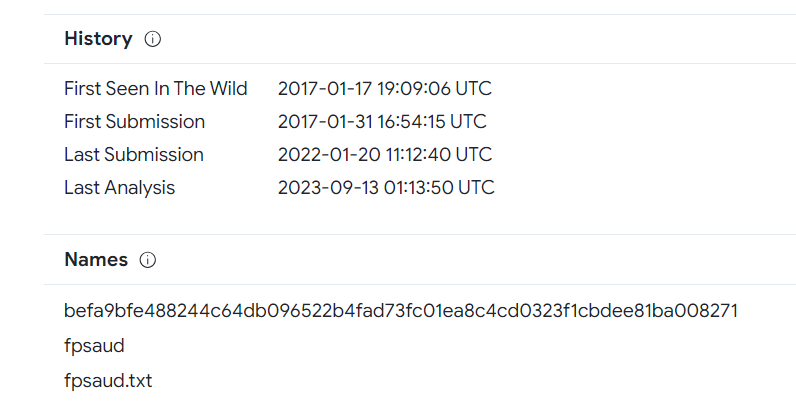 History
First Seen In The Wild 2017-01-17 19:09:06 UTC
First Submission 2017-01-31 16:54:15 UTC
Last Submission 2022-01-20 11:12:40 UTC
Last Analysis 2023-09-13 01:13:50 UTC
Names
befa9bfe488244c64db096522b4fad73fc01ea8c4cd0323f1cbdee81ba008271
fpsaud
fpsaud.txt